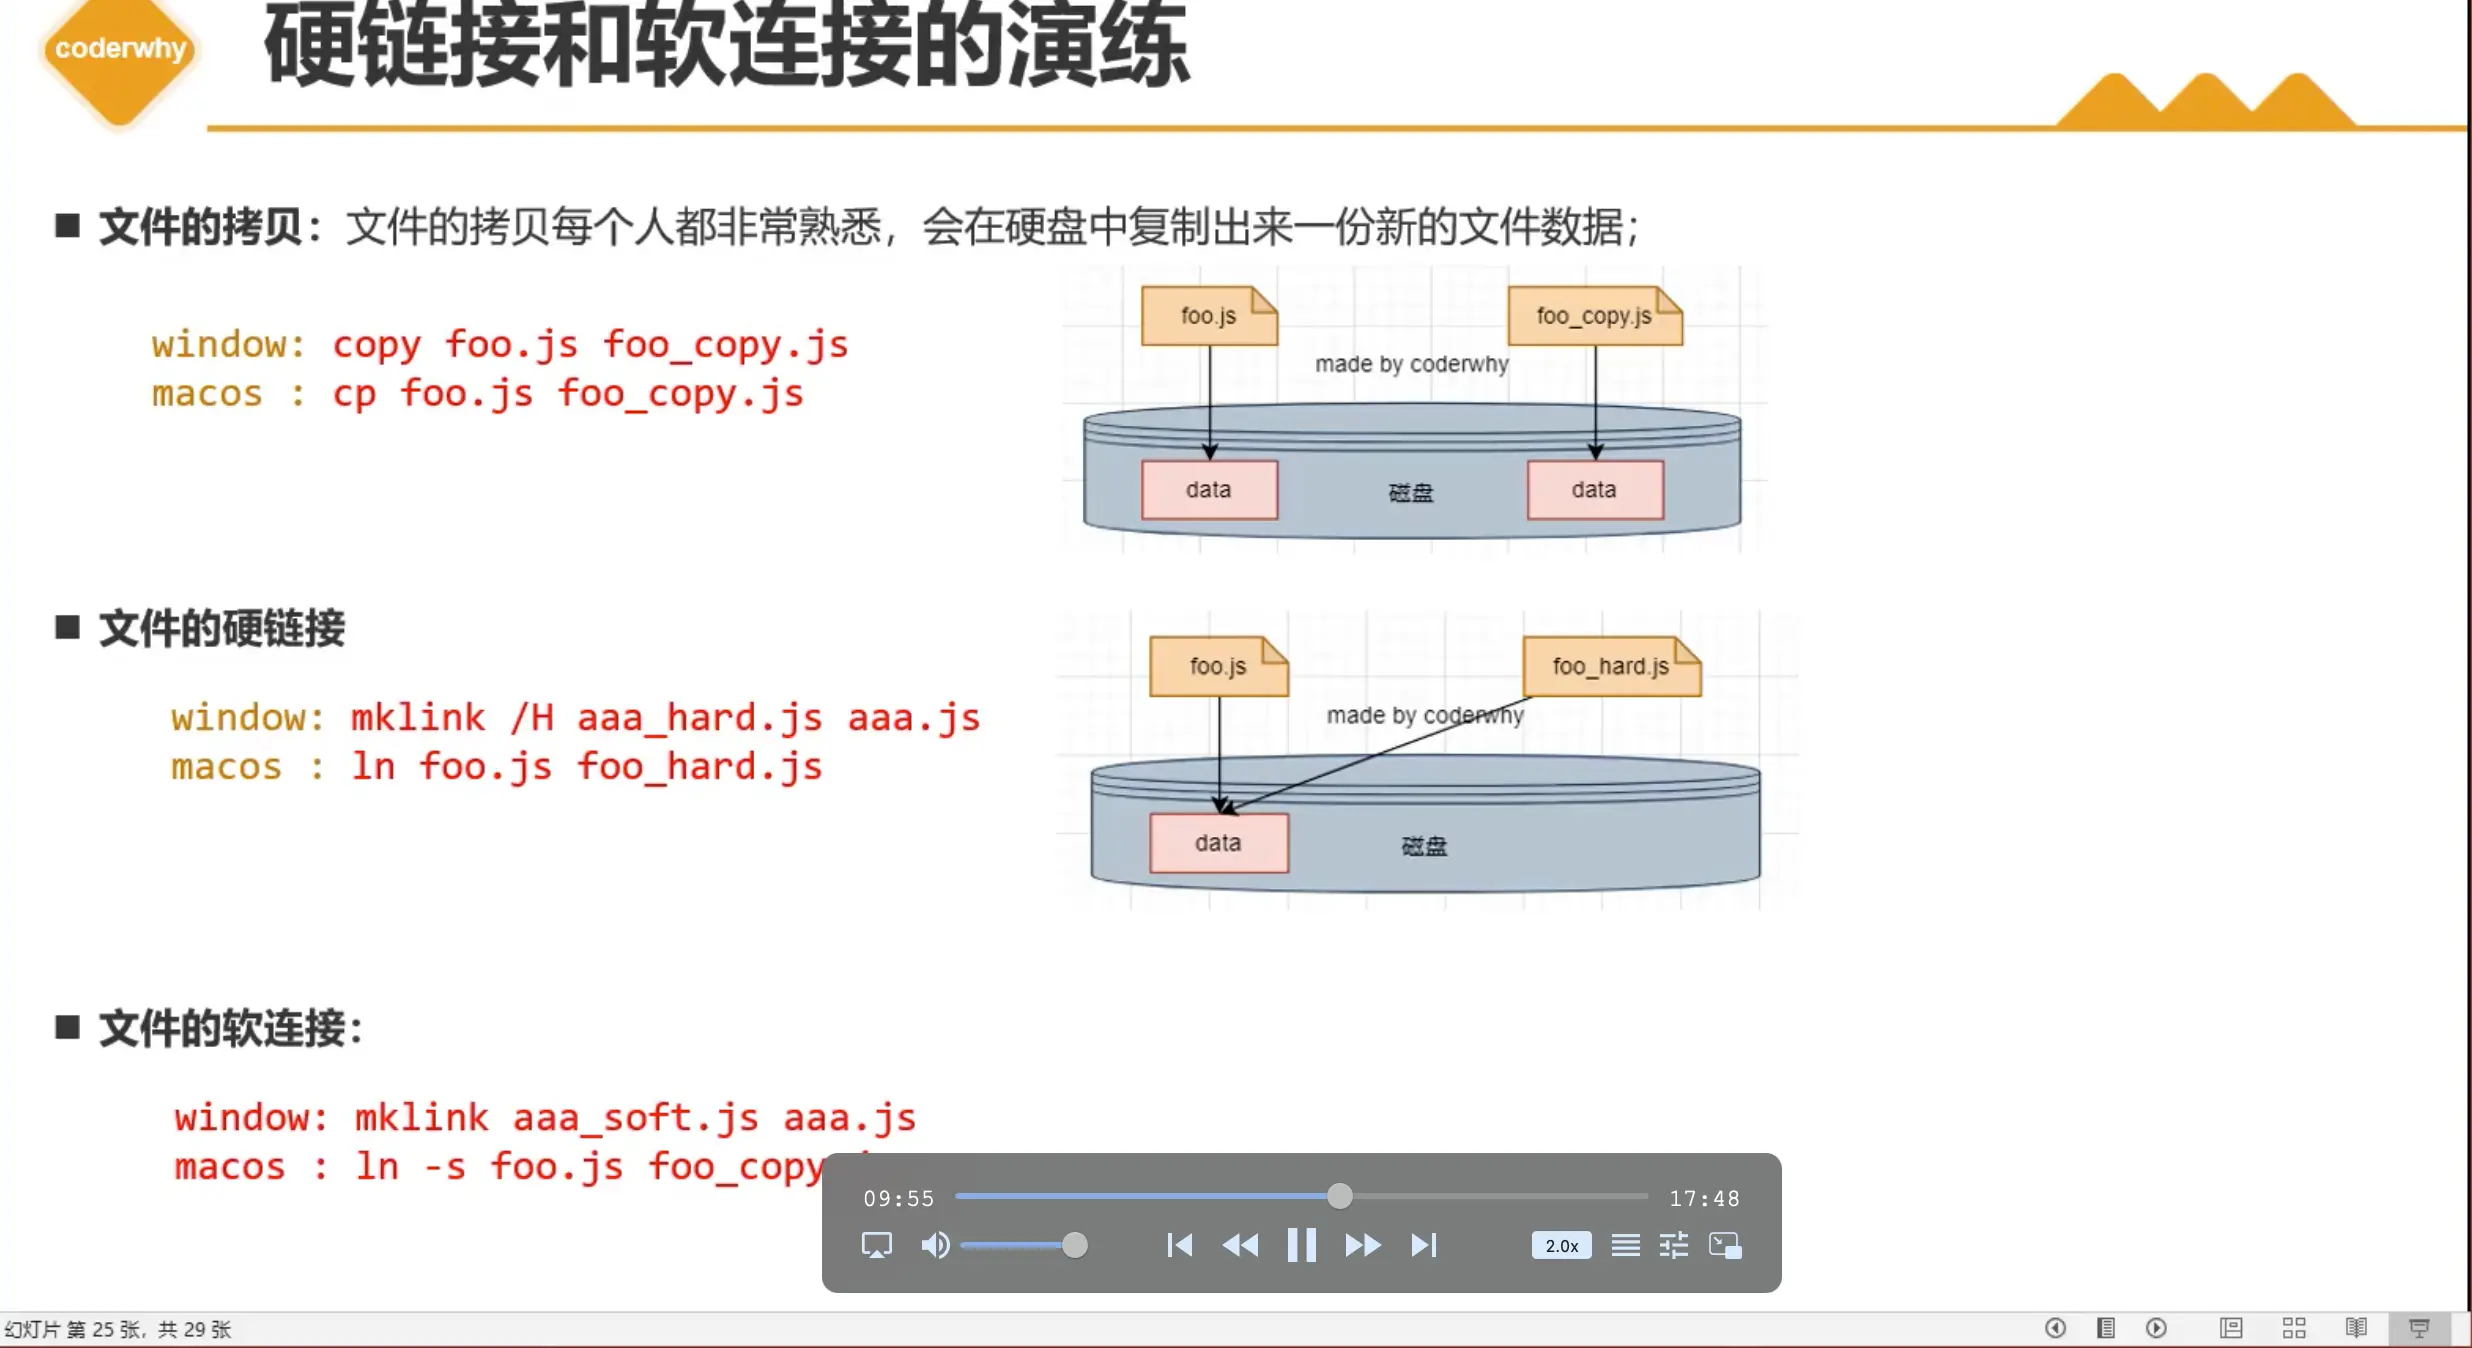 coderwhy
硬链接和软连接的演练
■ 文件的拷贝：文件的拷贝每个人都非常熟悉，会在硬盘中复制出来一份新的文件数据；
window: copy foo.js foo_copy.js
macos : cp foo.js foo_copy.js
foo.js
foo_copy.js
made by coderwhy
data
磁盘
data
■ 文件的硬链接
window: mklink /H aaa_hard.js aaa.js
macos : ln foo.js foo_hard.js
foo.js
foo_hard.js
made by coderwhy
data
磁盘
■ 文件的软连接：
window: mklink aaa_soft.js aaa.js
macos : ln -s foo.js foo_copy
09:55
17:48
2.0x
幻灯片 第 25 张，共 29 张